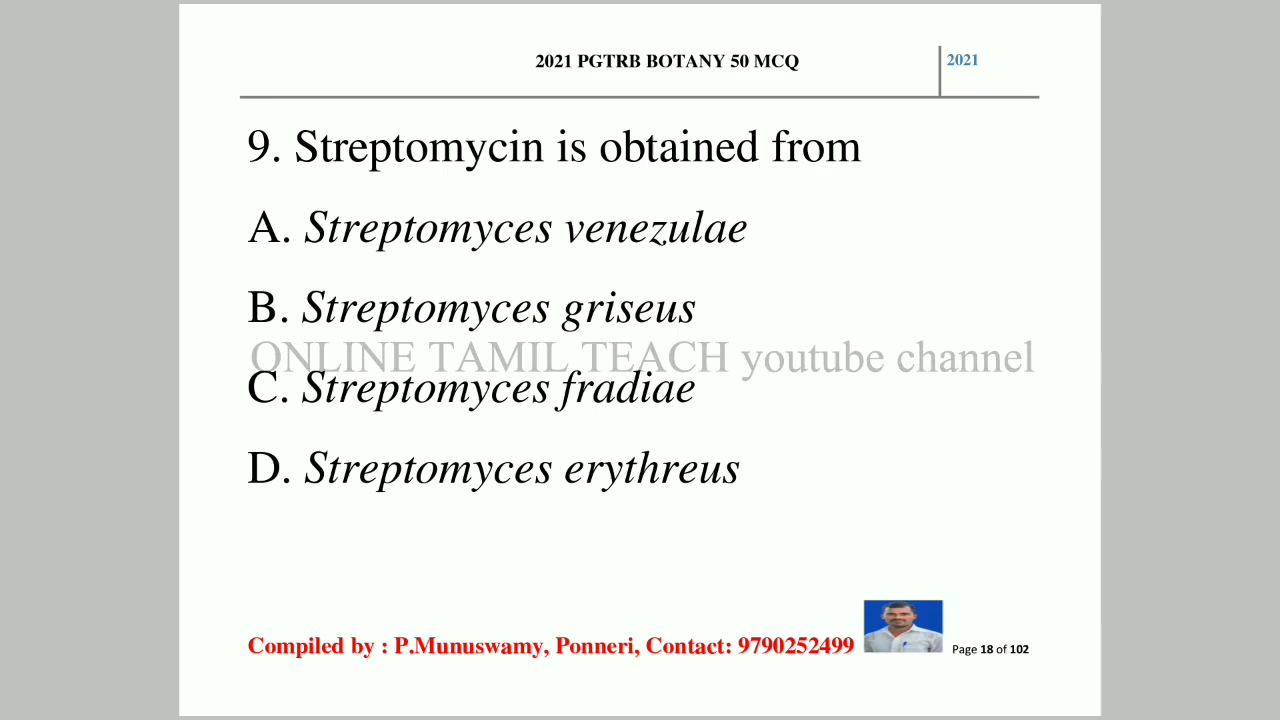 2021 PGTRB BOTANY 50 MCQ
2021
9. Streptomycin is obtained from
A. Streptomyces venezulae
B. Streptomyces griseus
ONLINE TAMIL TEACH youtube channel
C. Streptomyces fradiae
D. Streptomyces erythreus
Compiled by : P.Munuswamy, Ponneri, Contact: 9790252499
Page 18 of 102